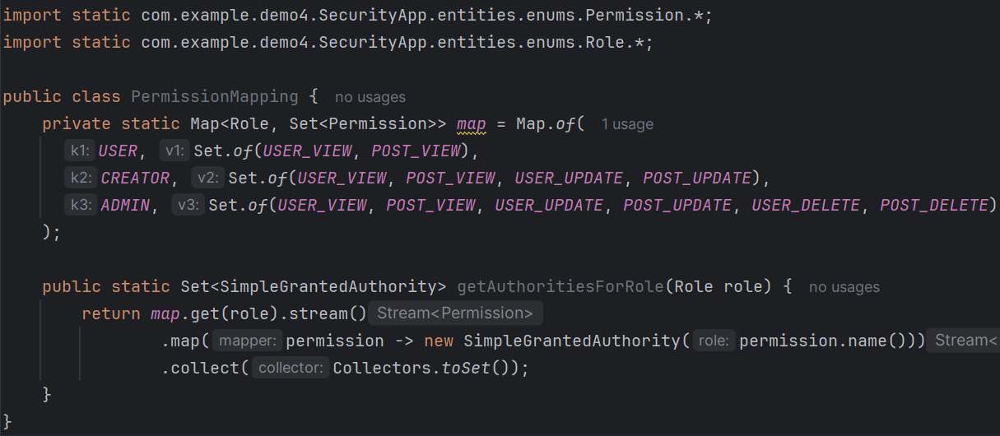 import static com.example.demo4.SecurityApp.entities.enums.Permission.*;
import static com.example.demo4.SecurityApp.entities.enums.Role.*;
public class PermissionMapping { no usages
private static Map<Role, Set<Permission>> map = Map.of( 1 usage
k1: USER, v1: Set.of(USER_VIEW, POST_VIEW),
k2: CREATOR, v2: Set.of(USER_VIEW, POST_VIEW, USER_UPDATE, POST_UPDATE),
k3: ADMIN, v3: Set.of(USER_VIEW, POST_VIEW, USER_UPDATE, POST_UPDATE, USER_DELETE, POST_DELETE)
);
public static Set<SimpleGrantedAuthority> getAuthoritiesForRole(Role role) { no usages
return map.get(role).stream() Stream<Permission>
.map( mapper: permission -> new SimpleGrantedAuthority( role: permission.name())) Stream<
.collect( collector: Collectors.toSet());
}
}